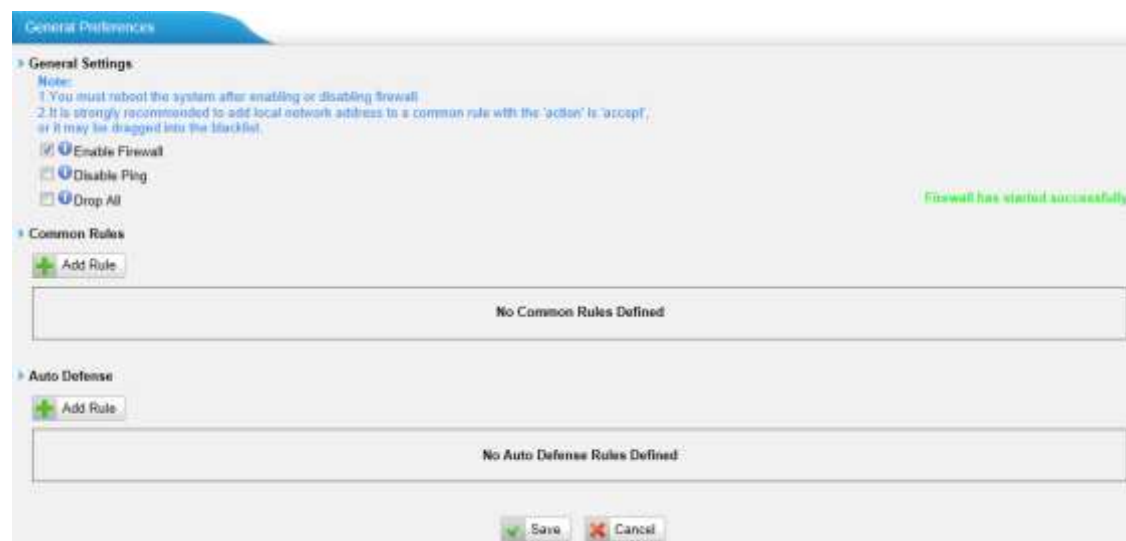 General Preferences
General Settings
Note:
1.You must reboot the system after enabling or disabling firewall
2.It is strongly recommended to add local network address to a common rule with the 'action' is 'accept',
or it may be dragged into the blacklist.
Enable Firewall
Disable Ping
Drop All
Firewall has started successfully
Common Rules
Add Rule
No Common Rules Defined
Auto Defense
Add Rule
No Auto Defense Rules Defined
Save Cancel